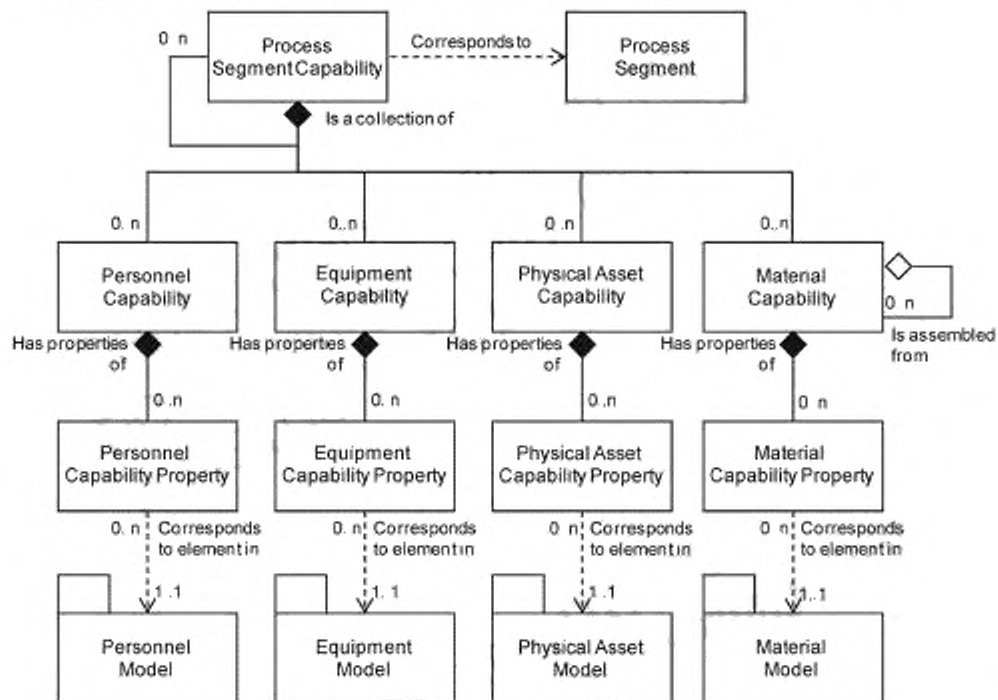 0 n
Process
Segment Capability
Corresponds to
Process
Segment
Is a collection of
0. n
0..n
0 .n
0..n
Personnel
Capability
Equipment
Capability
Physical Asset
Capability
Material
Capability
0 n
Is assembled
from
Has properties
of
Has properties
of
Has properties
of
Has properties
of
0 .n
0. n
0..n
0 n
Personnel
Capability Property
Equipment
Capability Property
Physical Asset
Capability Property
Material
Capability Property
0. n
Corresponds
to element in
0. n
Corresponds
to element in
0 n
Corresponds
to element in
0 n
Corresponds
to element in
1 .1
1. 1
1 .1
1..1
Personnel
Model
Equipment
Model
Physical Asset
Model
Material
Model